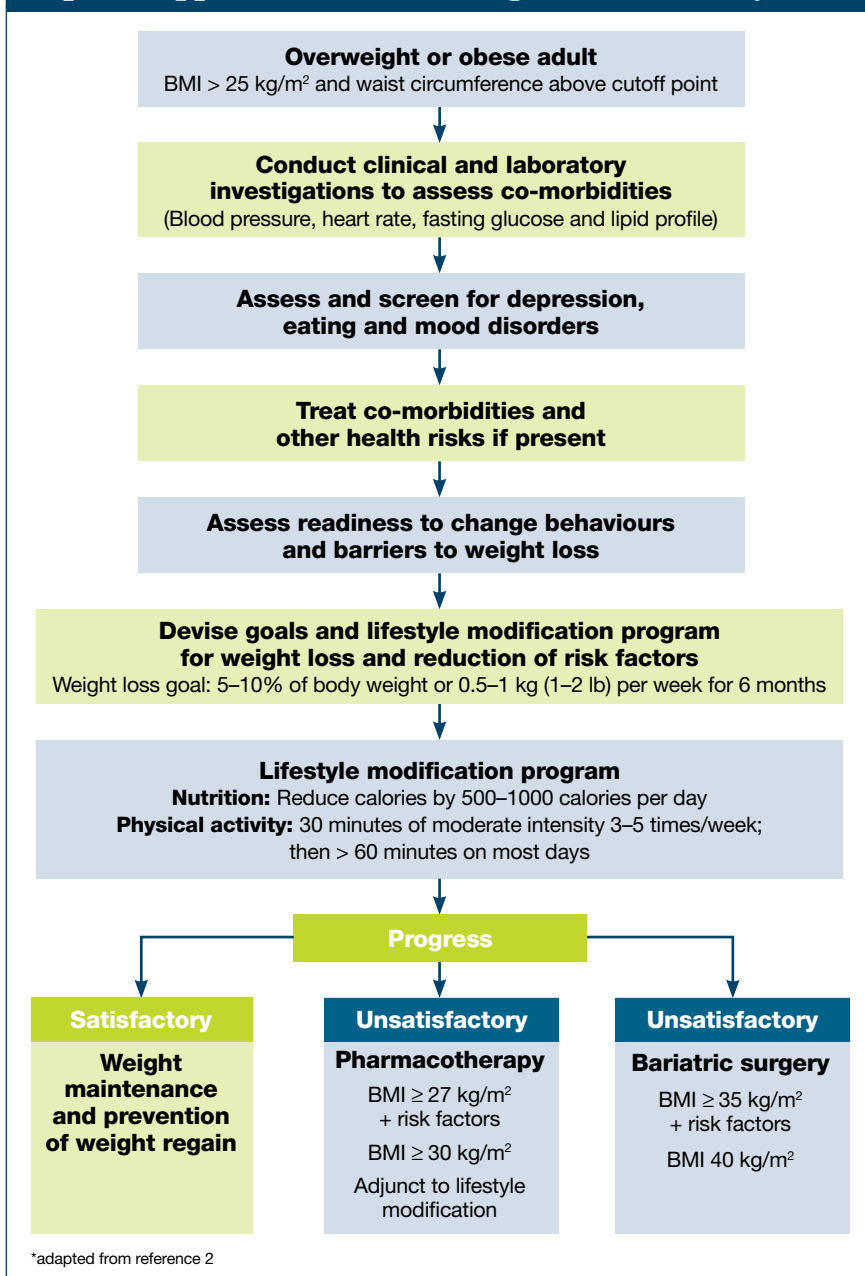 Overweight or obese adult
BMI > 25 kg/m² and waist circumference above cutoff point
Conduct clinical and laboratory
investigations to assess co-morbidities
(Blood pressure, heart rate, fasting glucose and lipid profile)
Assess and screen for depression,
eating and mood disorders
Treat co-morbidities and
other health risks if present
Assess readiness to change behaviours
and barriers to weight loss
Devise goals and lifestyle modification program
for weight loss and reduction of risk factors
Weight loss goal: 5–10% of body weight or 0.5–1 kg (1–2 lb) per week for 6 months
Lifestyle modification program
Nutrition: Reduce calories by 500–1000 calories per day
Physical activity: 30 minutes of moderate intensity 3–5 times/week;
then > 60 minutes on most days
Progress
Satisfactory
Weight
maintenance
and prevention
of weight regain
Unsatisfactory
Pharmacotherapy
BMI ≥ 27 kg/m²
+ risk factors
BMI ≥ 30 kg/m²
Adjunct to lifestyle
modification
Unsatisfactory
Bariatric surgery
BMI ≥ 35 kg/m²
+ risk factors
BMI 40 kg/m²
*adapted from reference 2